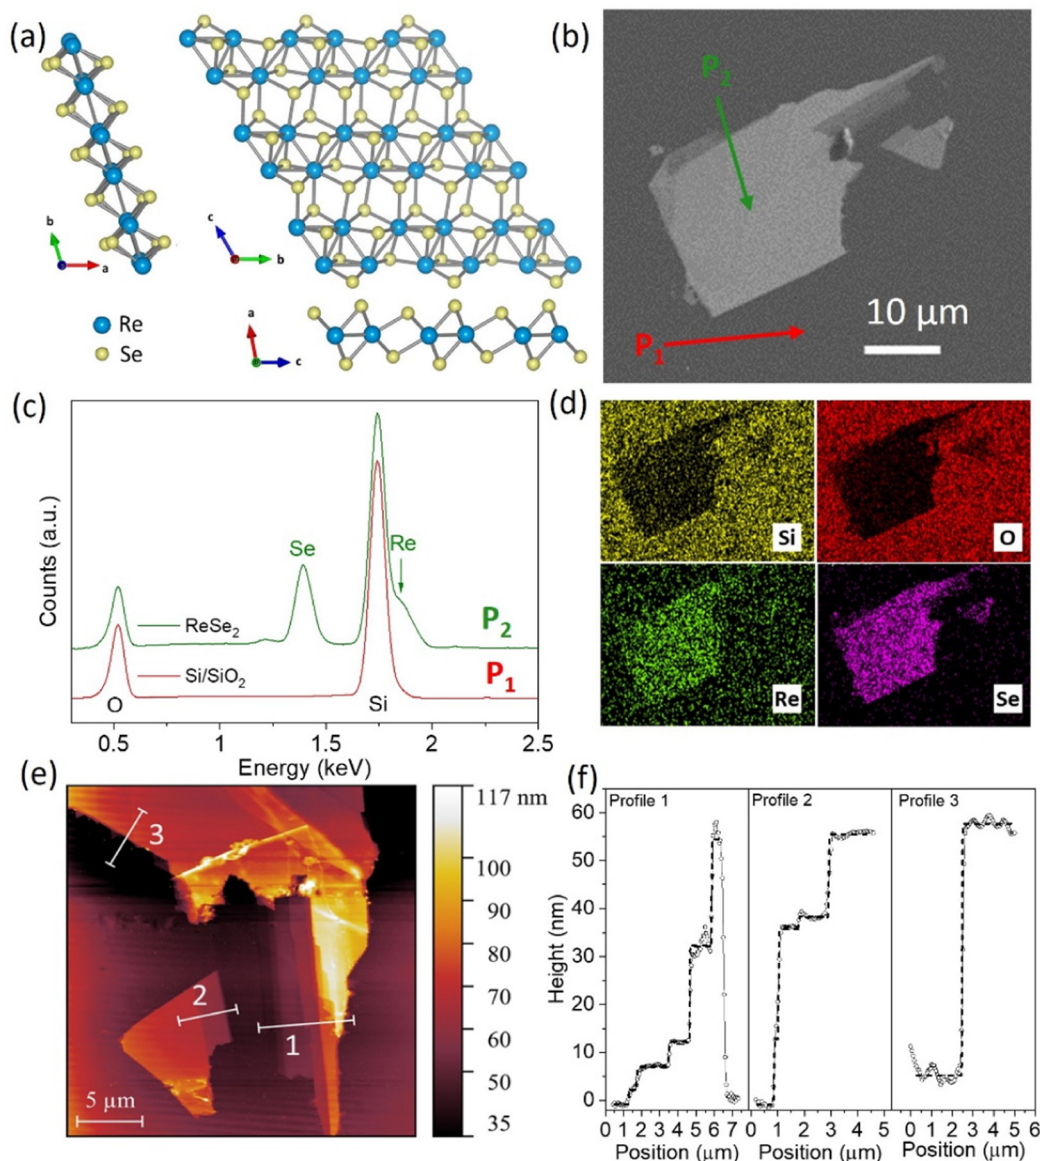 (a)
b
a
c
b
Re
Se
a
c
(b)
P2
P1
10 μm
(c)
Counts (a.u.)
Se
Re
ReSe2
P2
Si/SiO2
P1
O
Si
0.5
1
1.5
2
2.5
Energy (keV)
(d)
Si
O
Re
Se
(e)
3
2
1
5 μm
117 nm
100
90
80
70
60
50
35
(f)
Profile 1
Profile 2
Profile 3
Height (nm)
60
50
40
30
20
10
0
0 1 2 3 4 5 6 7
0 1 2 3 4 5
0 1 2 3 4 5 6
Position (μm)
Position (μm)
Position (μm)